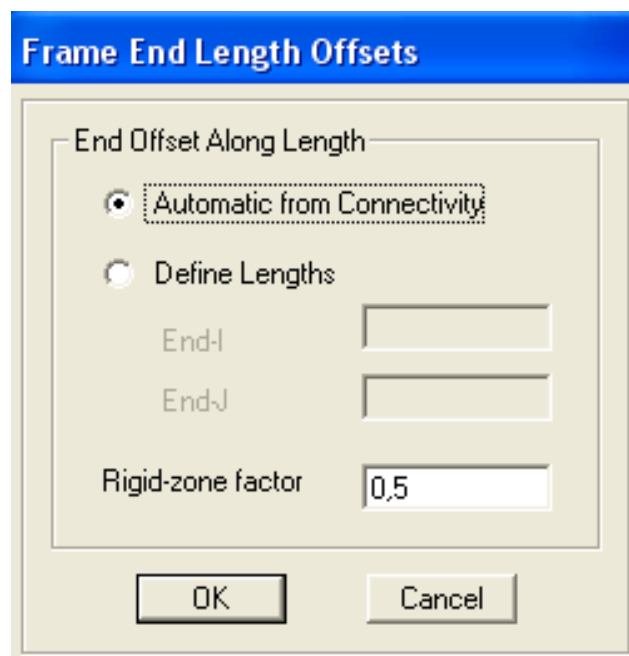 Frame End Length Offsets
End Offset Along Length
Automatic from Connectivity
Define Lengths
End-I
End-J
Rigid-zone factor 0,5
OK Cancel